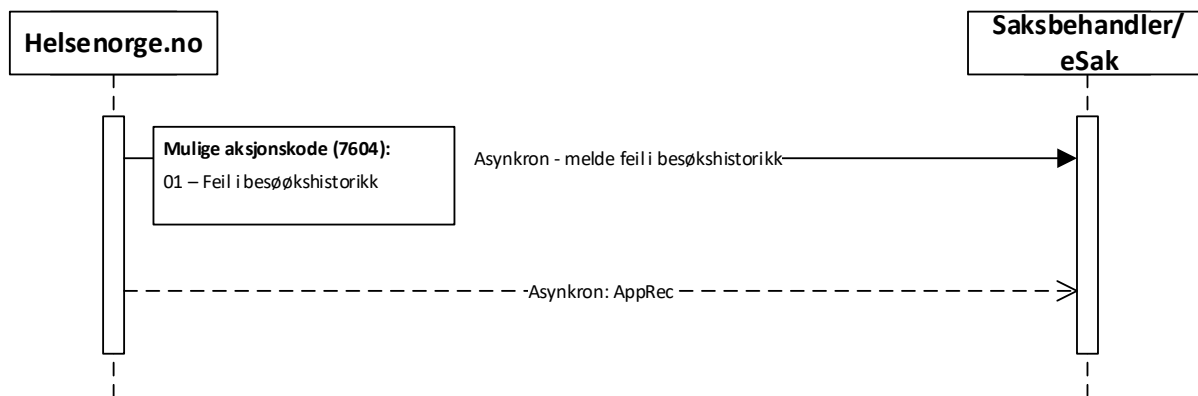 Helsenorge.no
Saksbehandler/
eSak
Mulige aksjonskode (7604):
01 – Feil i besøøkshistorikk
Asynkron - melde feil i besøkshistorikk
Asynkron: AppRec